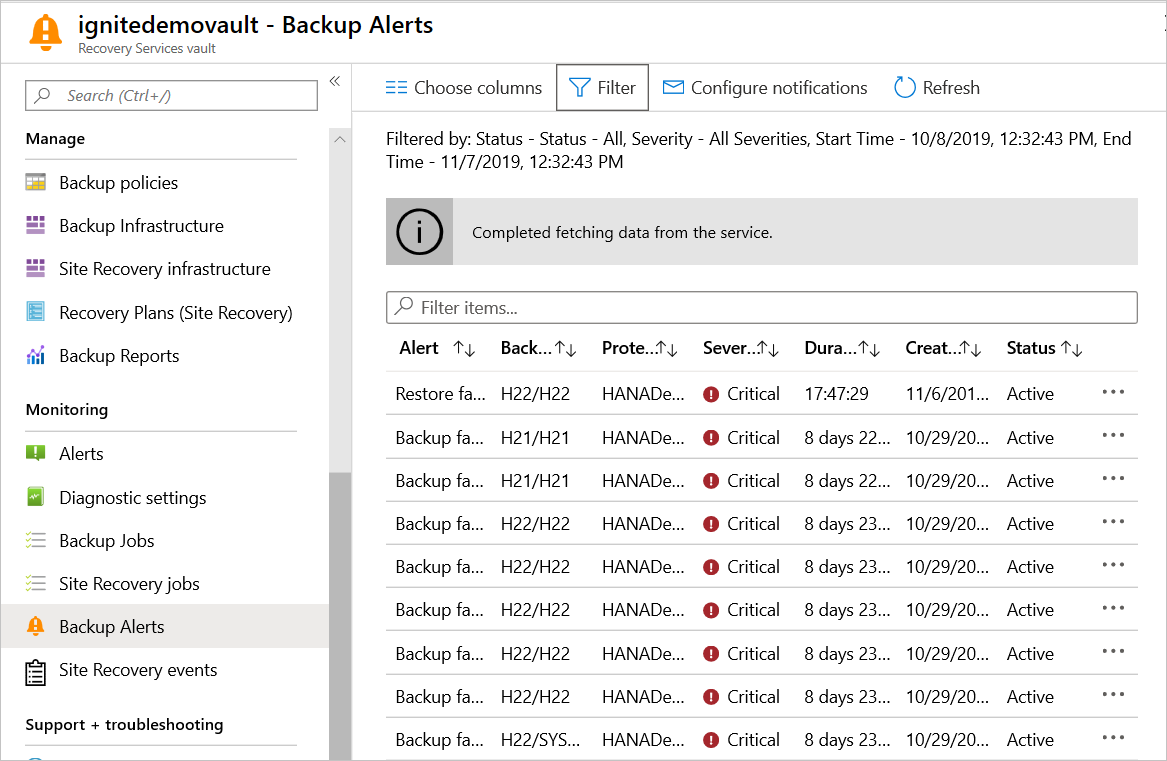 ignitedemovault - Backup Alerts
Recovery Services vault
Search (Ctrl+/)
«
Manage
Backup policies
Backup Infrastructure
Site Recovery infrastructure
Recovery Plans (Site Recovery)
Backup Reports
Monitoring
Alerts
Diagnostic settings
Backup Jobs
Site Recovery jobs
Backup Alerts
Site Recovery events
Support + troubleshooting
Choose columns Filter Configure notifications Refresh
Filtered by: Status - Status - All, Severity - All Severities, Start Time - 10/8/2019, 12:32:43 PM, End
Time - 11/7/2019, 12:32:43 PM
Completed fetching data from the service.
Filter items...
Alert ↑↓ Back...↑↓ Prote...↑↓ Sever...↑↓ Dura...↑↓ Creat...↑↓ Status ↑↓
Restore fa... H22/H22 HANADe... Critical 17:47:29 11/6/201... Active ...
Backup fa... H21/H21 HANADe... Critical 8 days 22... 10/29/20... Active ...
Backup fa... H21/H21 HANADe... Critical 8 days 22... 10/29/20... Active ...
Backup fa... H22/H22 HANADe... Critical 8 days 23... 10/29/20... Active ...
Backup fa... H22/H22 HANADe... Critical 8 days 23... 10/29/20... Active ...
Backup fa... H22/H22 HANADe... Critical 8 days 23... 10/29/20... Active ...
Backup fa... H22/H22 HANADe... Critical 8 days 23... 10/29/20... Active ...
Backup fa... H22/H22 HANADe... Critical 8 days 23... 10/29/20... Active ...
Backup fa... H22/SYS... HANADe... Critical 8 days 23... 10/29/20... Active ...